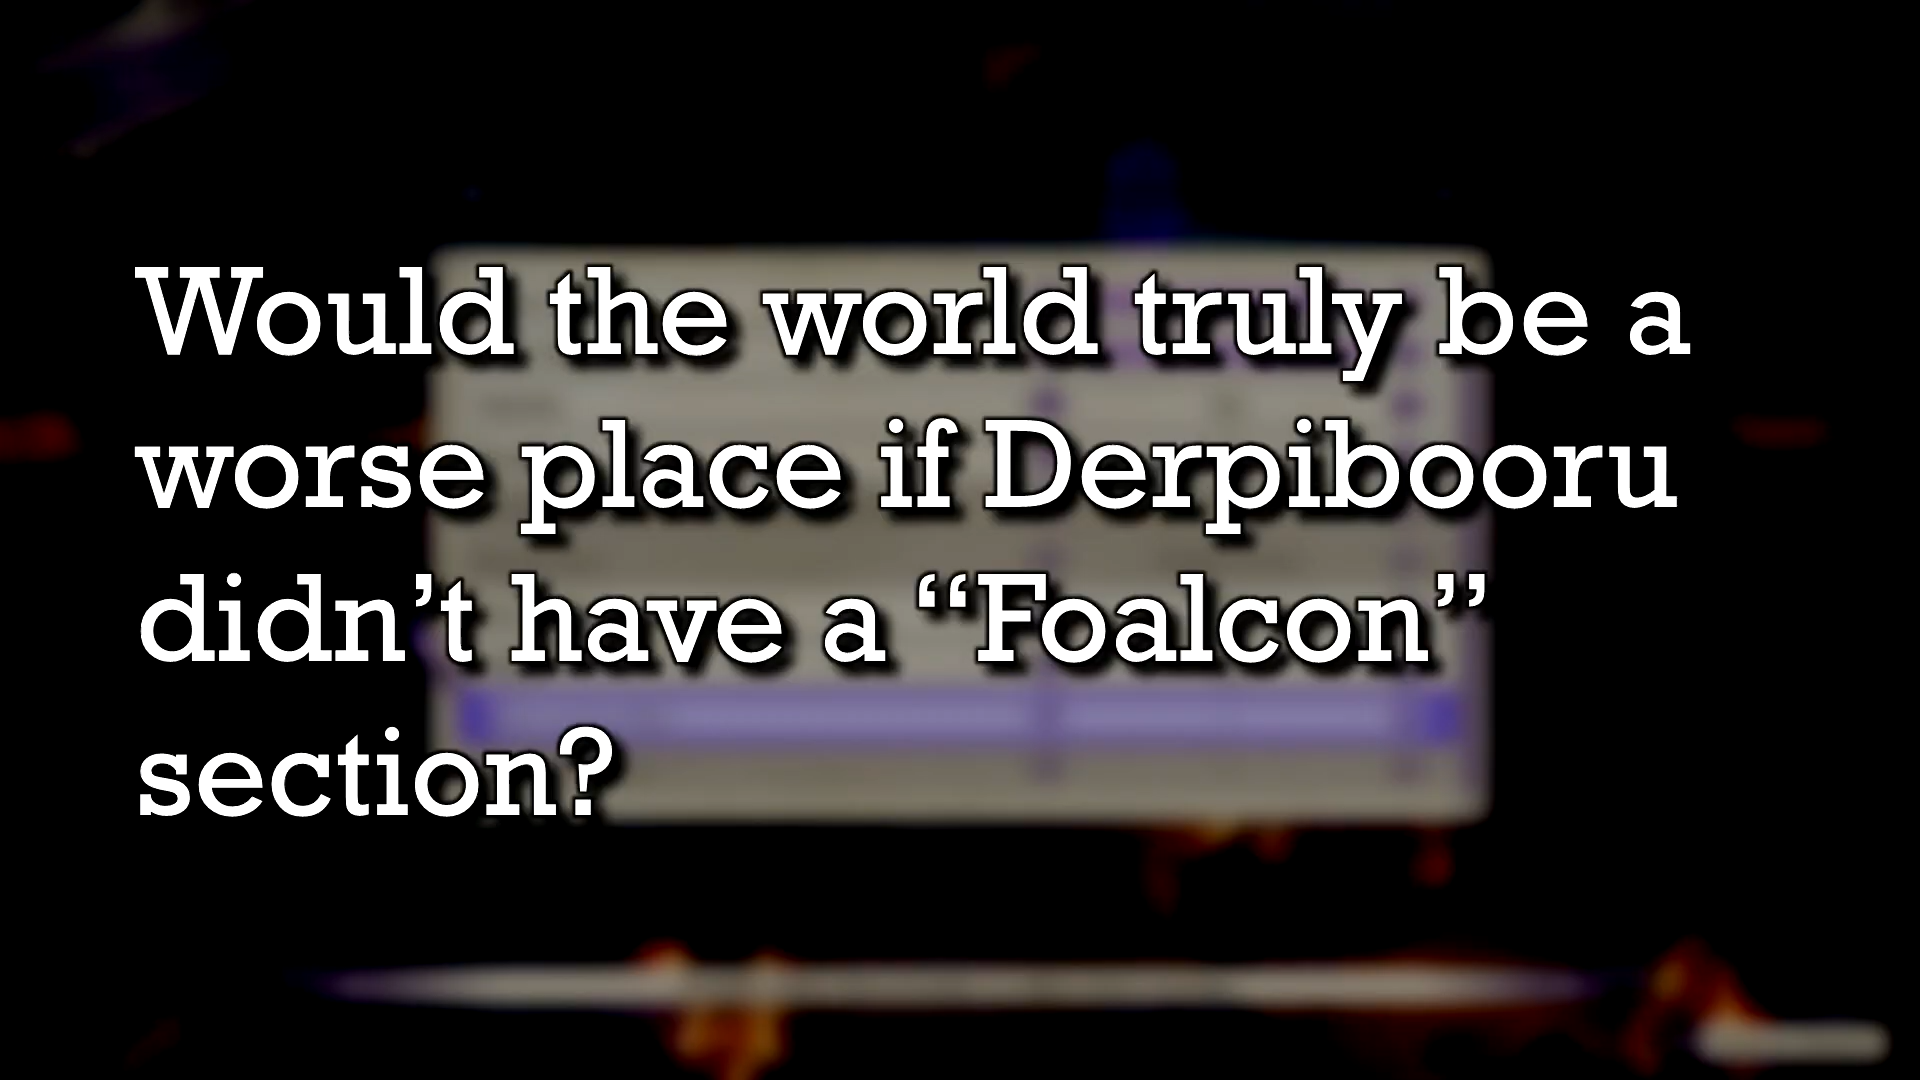 Would the world truly be a
worse place if Derpibooru
didn’t have a “Foalcon”
section?